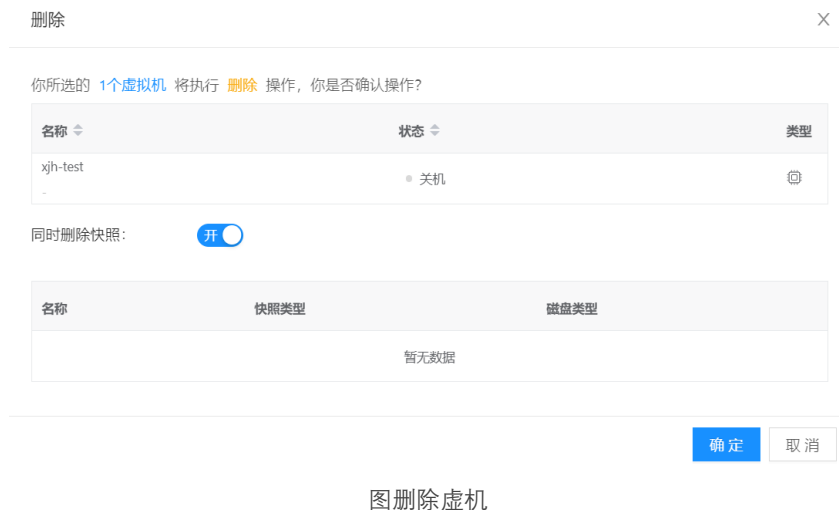 删除
你所选的 1个虚拟机 将执行 删除 操作，你是否确认操作？
名称 状态 类型
xjh-test
-
关机
同时删除快照： 开
名称 快照类型 磁盘类型
暂无数据
确定 取消
图删除虚机